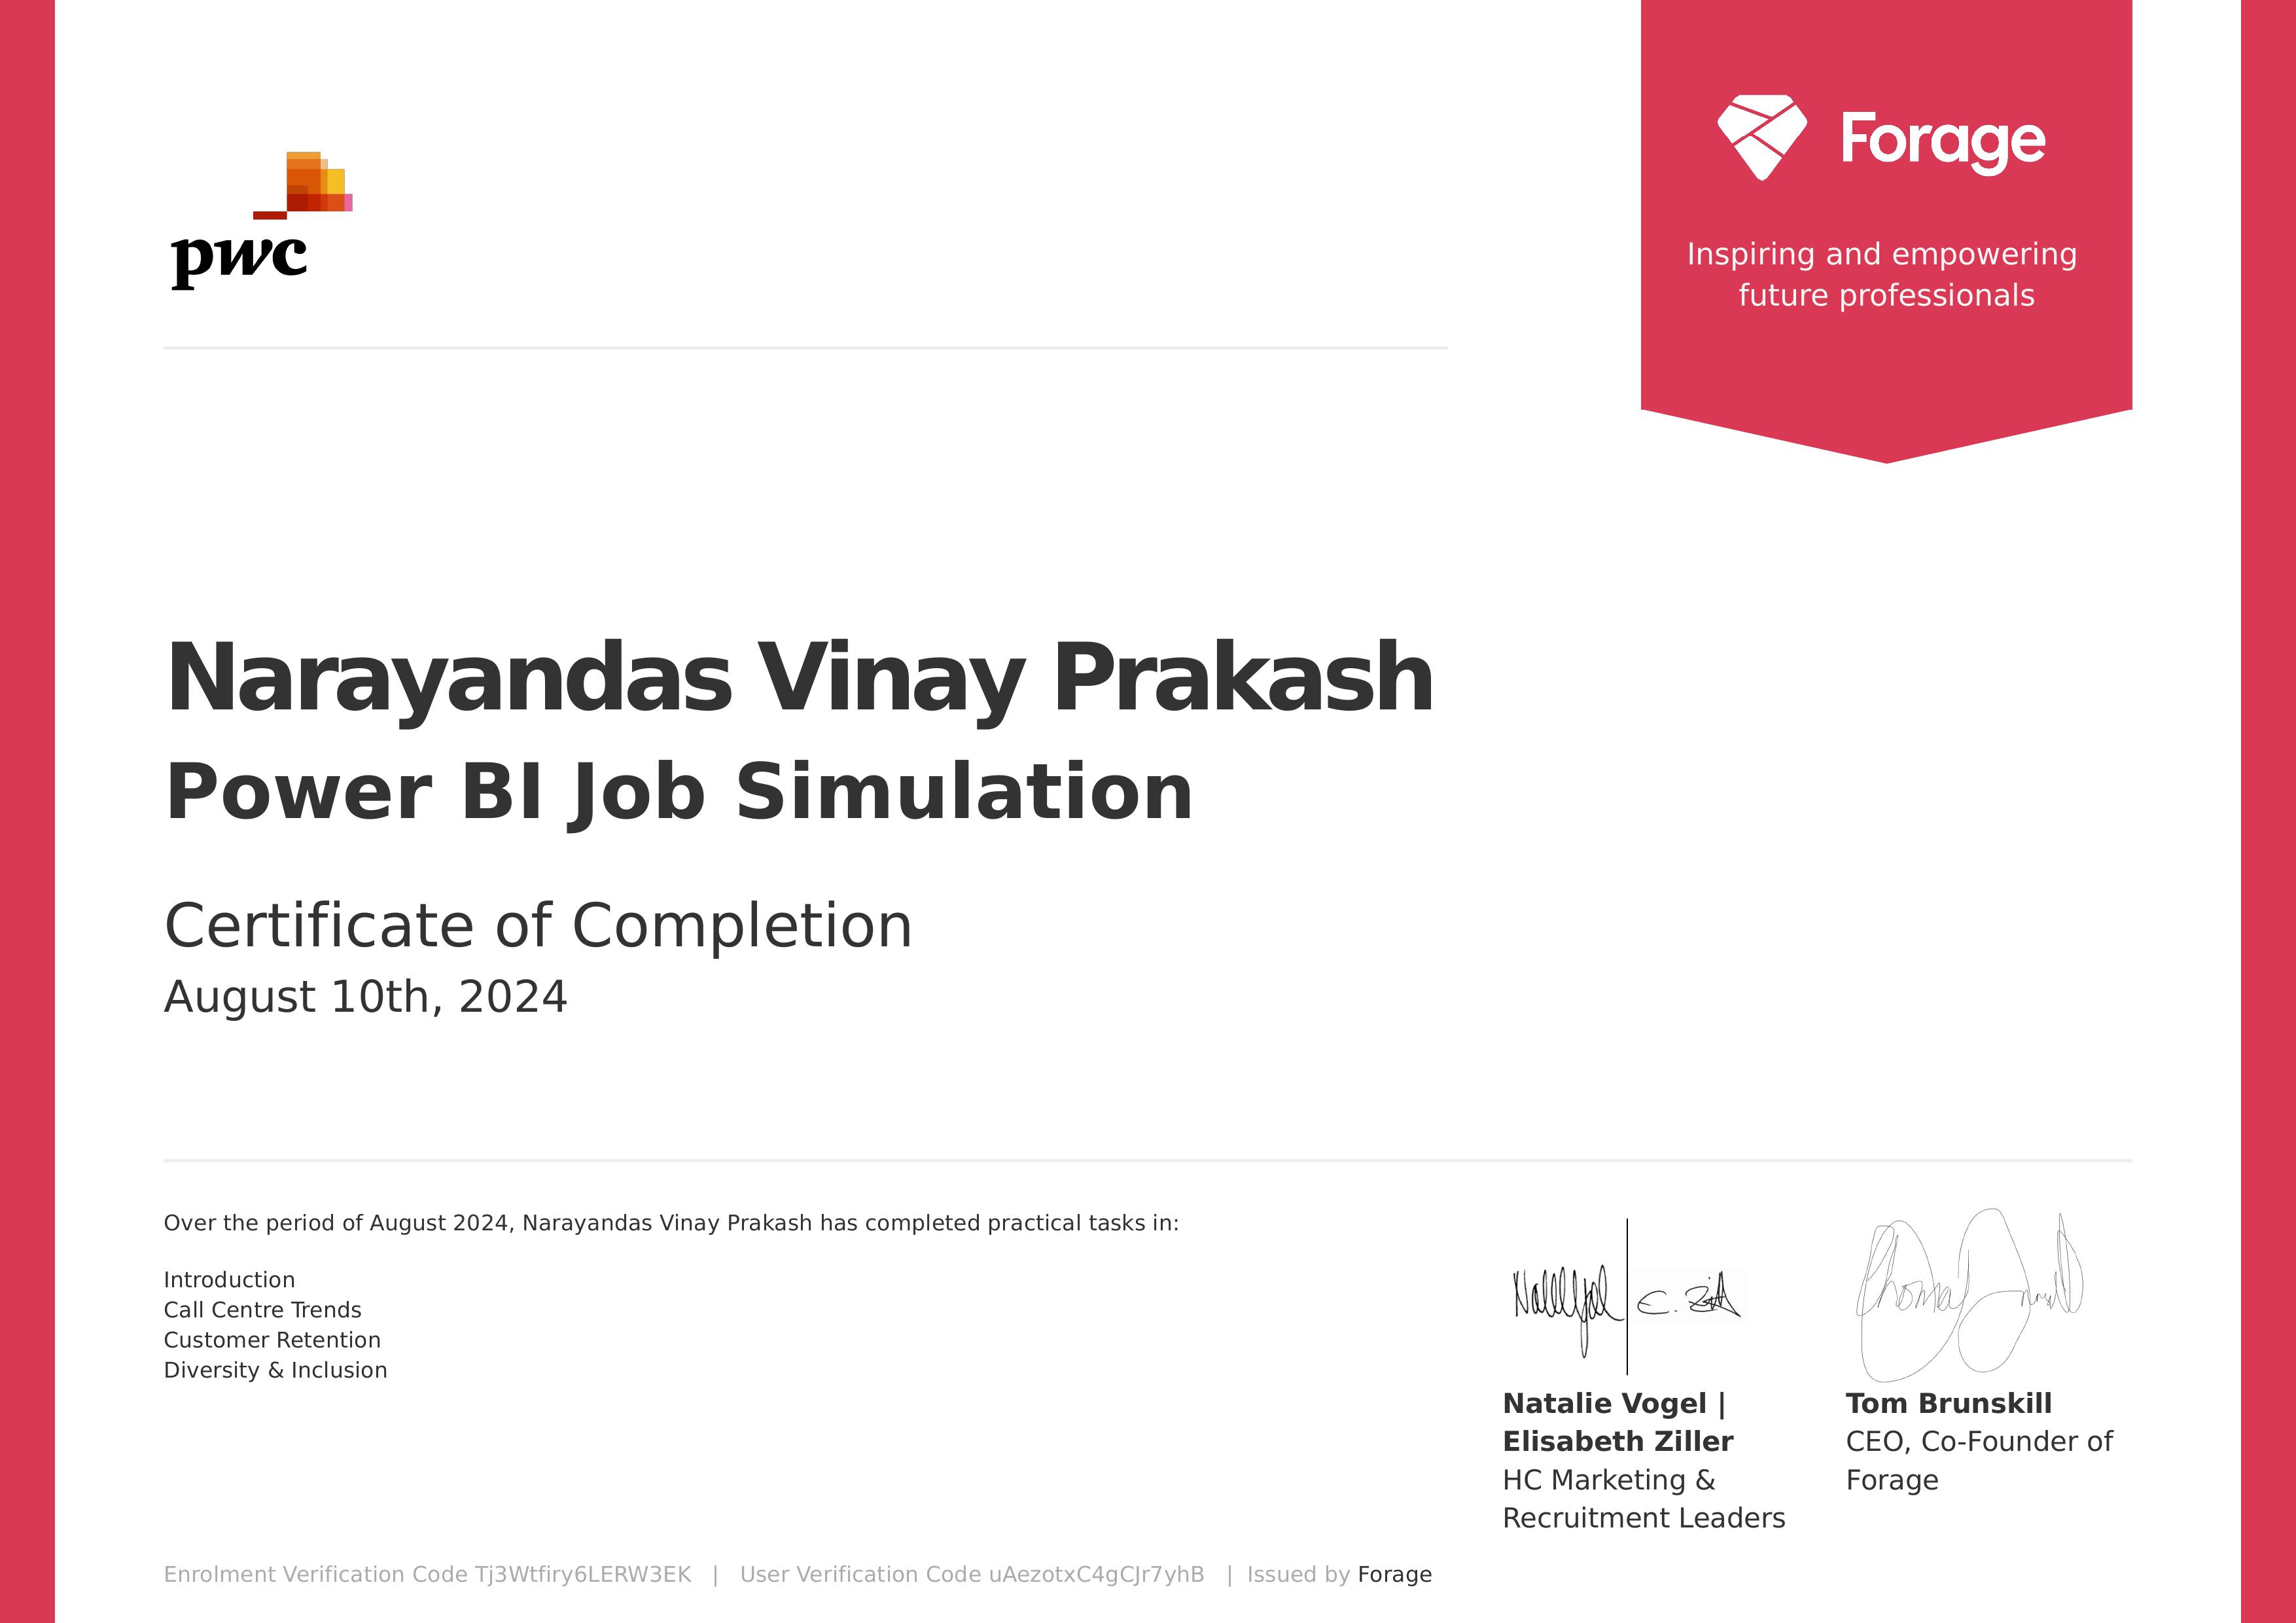 pwc
Forage
Inspiring and empowering
future professionals
Narayandas Vinay Prakash
Power BI Job Simulation
Certificate of Completion
August 10th, 2024
Over the period of August 2024, Narayandas Vinay Prakash has completed practical tasks in:
Introduction
Call Centre Trends
Customer Retention
Diversity & Inclusion
Natalie Vogel |
Elisabeth Ziller
HC Marketing &
Recruitment Leaders
Tom Brunskill
CEO, Co-Founder of
Forage
Enrolment Verification Code Tj3Wtfiry6LERW3EK | User Verification Code uAezotxC4gCJr7yhB | Issued by Forage